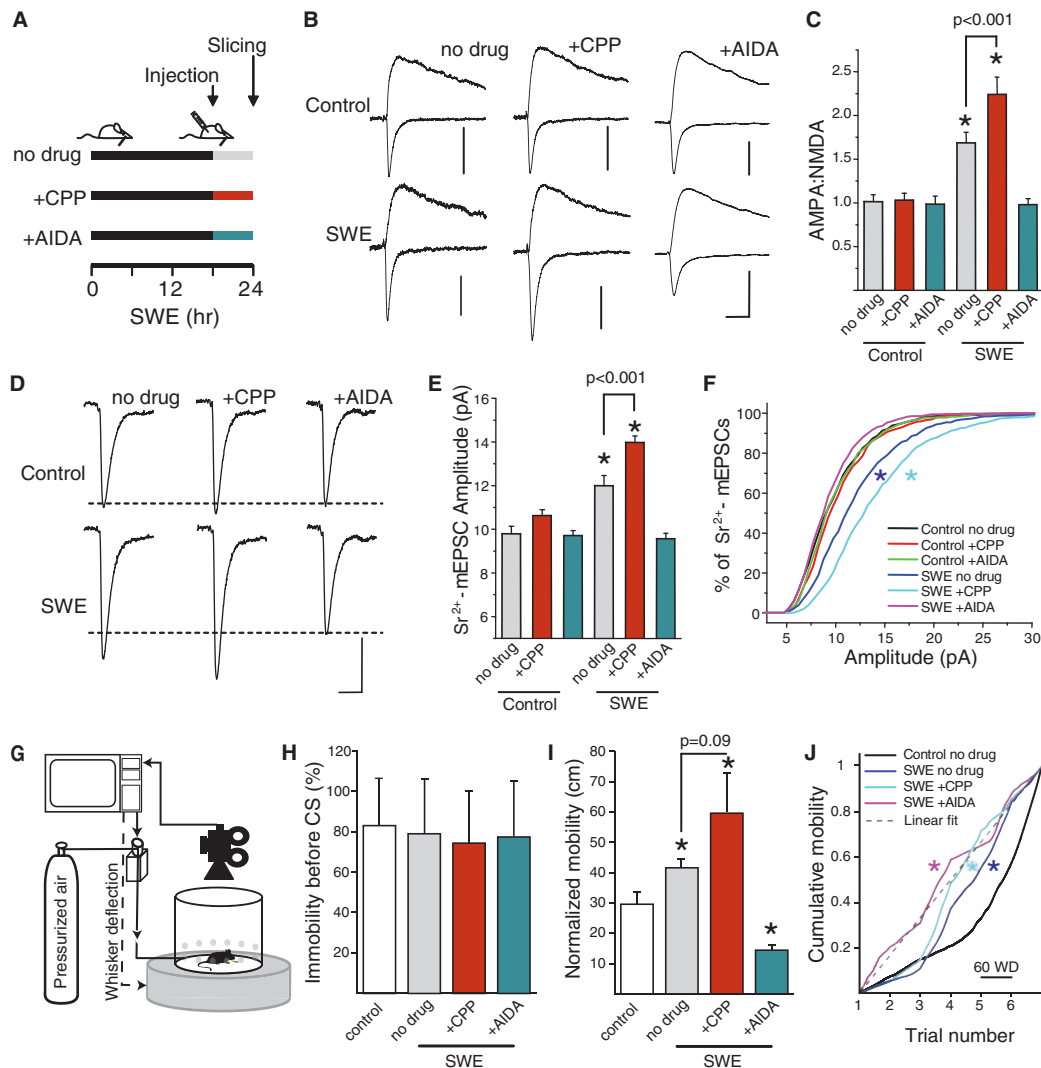 A
Slicing
Injection
no drug
+CPP
+AIDA
0 12 24
SWE (hr)
B
no drug +CPP +AIDA
Control
SWE
C
p<0.001
*
*
2.5
2.0
1.5
1.0
0.5
AMPA:NMDA
no drug +CPP +AIDA no drug +CPP +AIDA
Control SWE
D
no drug +CPP +AIDA
Control
SWE
E
p<0.001
*
*
16
14
12
10
8
6
Sr2+- mEPSC Amplitude (pA)
no drug +CPP no drug +CPP +AIDA
Control SWE
F
100
80
60
40
20
0
% of Sr2+- mEPSCs
* *
Control no drug
Control +CPP
Control +AIDA
SWE no drug
SWE +CPP
SWE +AIDA
5 10 15 20 25 30
Amplitude (pA)
G
Pressurized air
Whisker deflection
H
120
100
80
60
40
20
Immobility before CS (%)
control no drug +CPP +AIDA
SWE
I
p=0.09
*
*
*
80
70
60
50
40
30
20
10
Normalized mobility (cm)
control no drug +CPP +AIDA
SWE
J
Control no drug
SWE no drug
SWE +CPP
SWE +AIDA
Linear fit
1
0.8
0.6
0.4
0.2
Cumulative mobility
* * *
60 WD
1 2 3 4 5 6
Trial number